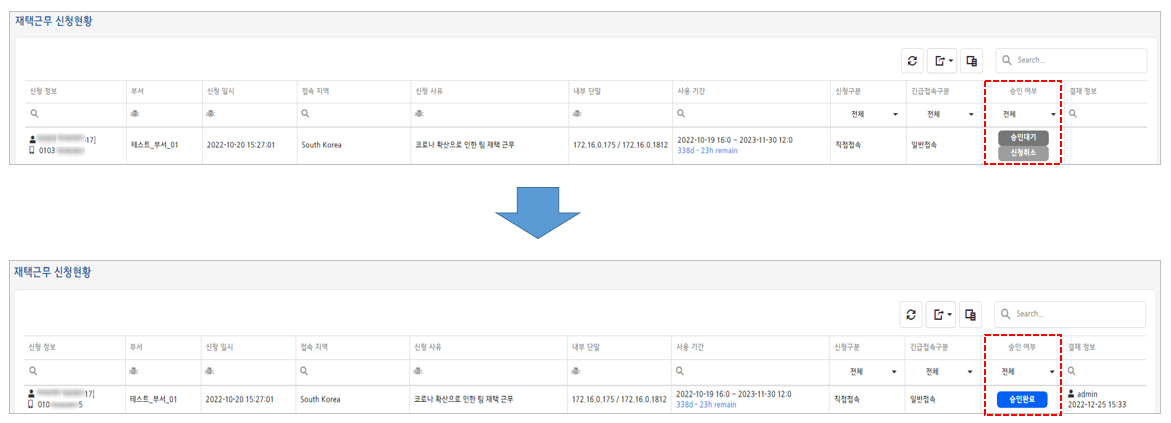 재택근무 신청현황
Search...
신청 정보 부서 신청 일시 접속 지역 신청 사유 내부 단말 사용 기간 신청구분 긴급접속구분 승인 여부 결재 정보
전체 전체 전체
17] 테스트_부서_01 2022-10-20 15:27:01 South Korea 코로나 확산으로 인한 팀 재택 근무 172.16.0.175 / 172.16.0.1812 2022-10-19 16:0 ~ 2023-11-30 12:0 직접접속 일반접속 승인대기
0103 338d - 23h remain 신청취소
재택근무 신청현황
Search...
신청 정보 부서 신청 일시 접속 지역 신청 사유 내부 단말 사용 기간 신청구분 긴급접속구분 승인 여부 결재 정보
전체 전체 전체
17] 테스트_부서_01 2022-10-20 15:27:01 South Korea 코로나 확산으로 인한 팀 재택 근무 172.16.0.175 / 172.16.0.1812 2022-10-19 16:0 ~ 2023-11-30 12:0 직접접속 일반접속 승인완료 admin
010 5 338d - 23h remain 2022-12-25 15:33